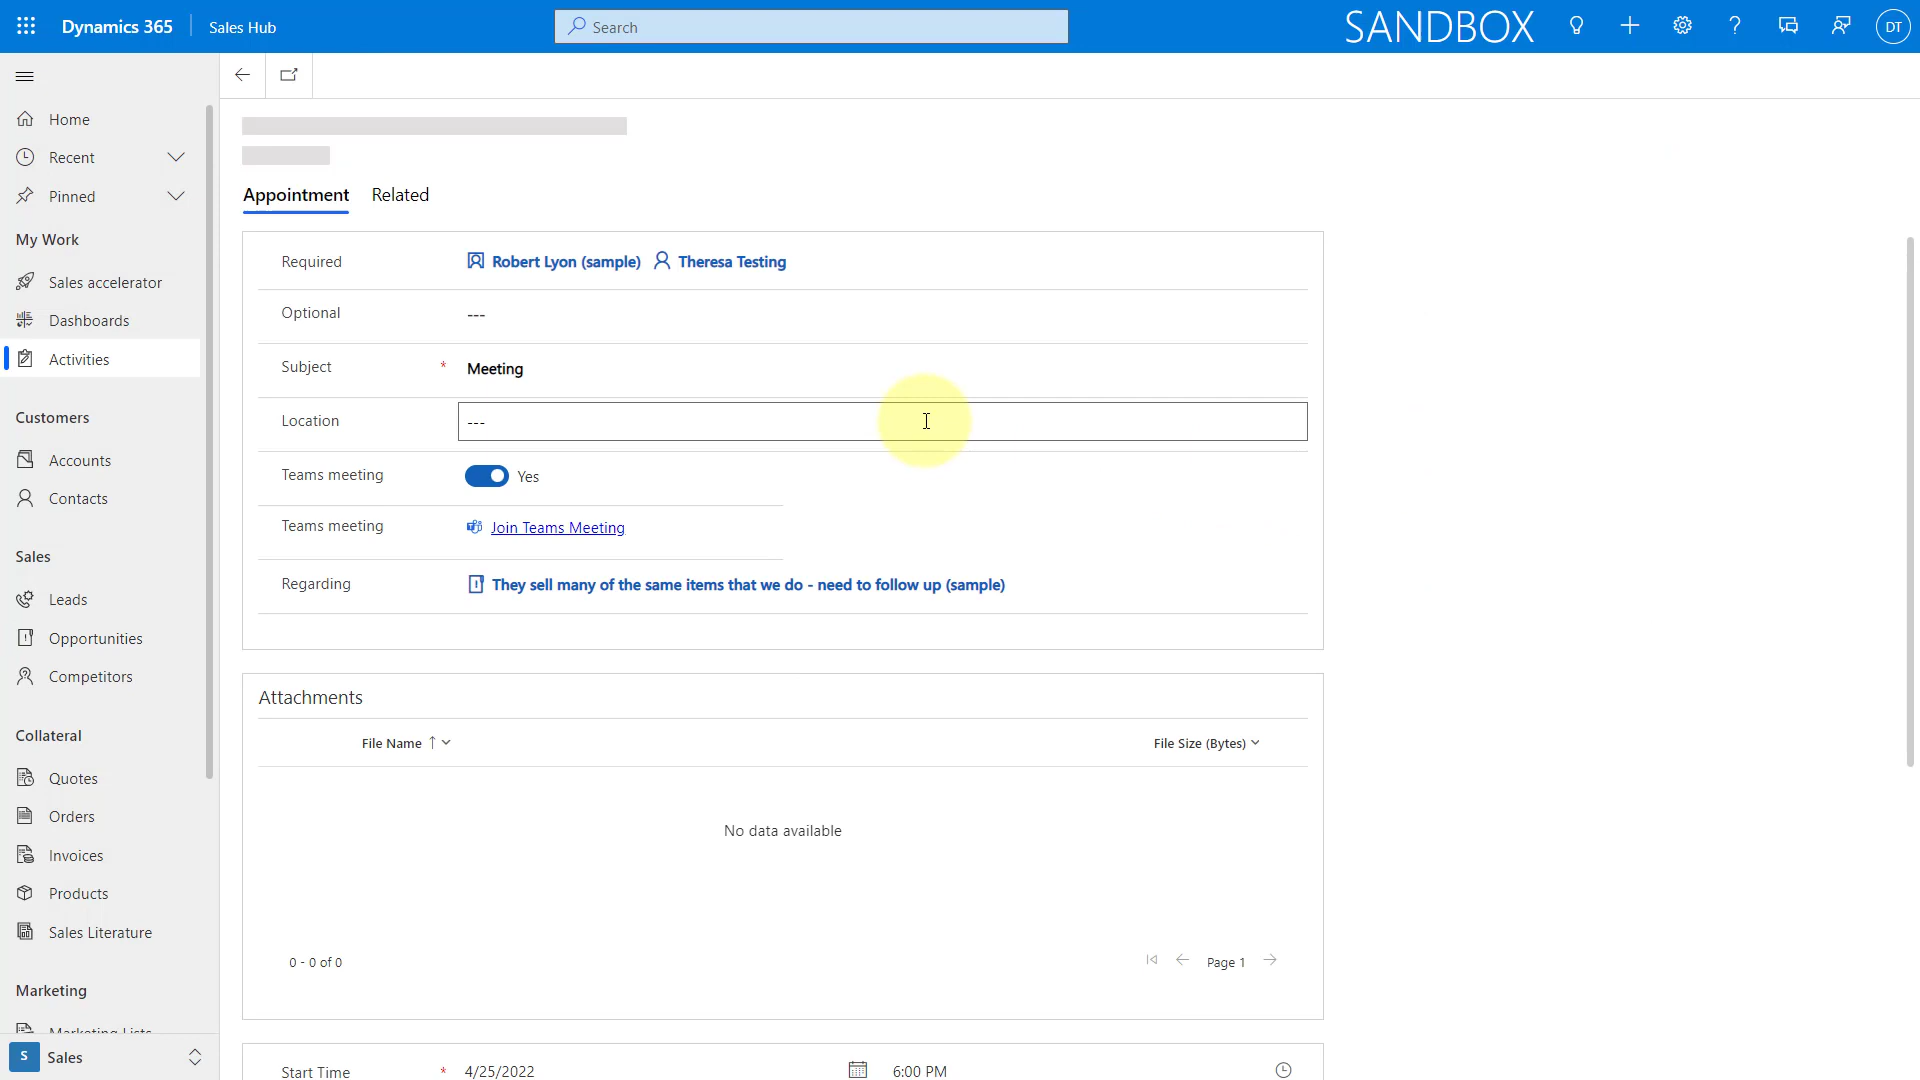 Dynamics 365
Sales Hub
Search
SANDBOX
DT
Home
Recent
Pinned
My Work
Sales accelerator
Dashboards
Activities
Customers
Accounts
Contacts
Sales
Leads
Opportunities
Competitors
Collateral
Quotes
Orders
Invoices
Products
Sales Literature
Marketing
Marketing Lists
S Sales
Appointment Related
Required Robert Lyon (sample) Theresa Testing
Optional ---
Subject * Meeting
Location ---
Teams meeting Yes
Teams meeting Join Teams Meeting
Regarding They sell many of the same items that we do - need to follow up (sample)
Attachments
File Name File Size (Bytes)
No data available
0 - 0 of 0 Page 1
Start Time * 4/25/2022 6:00 PM